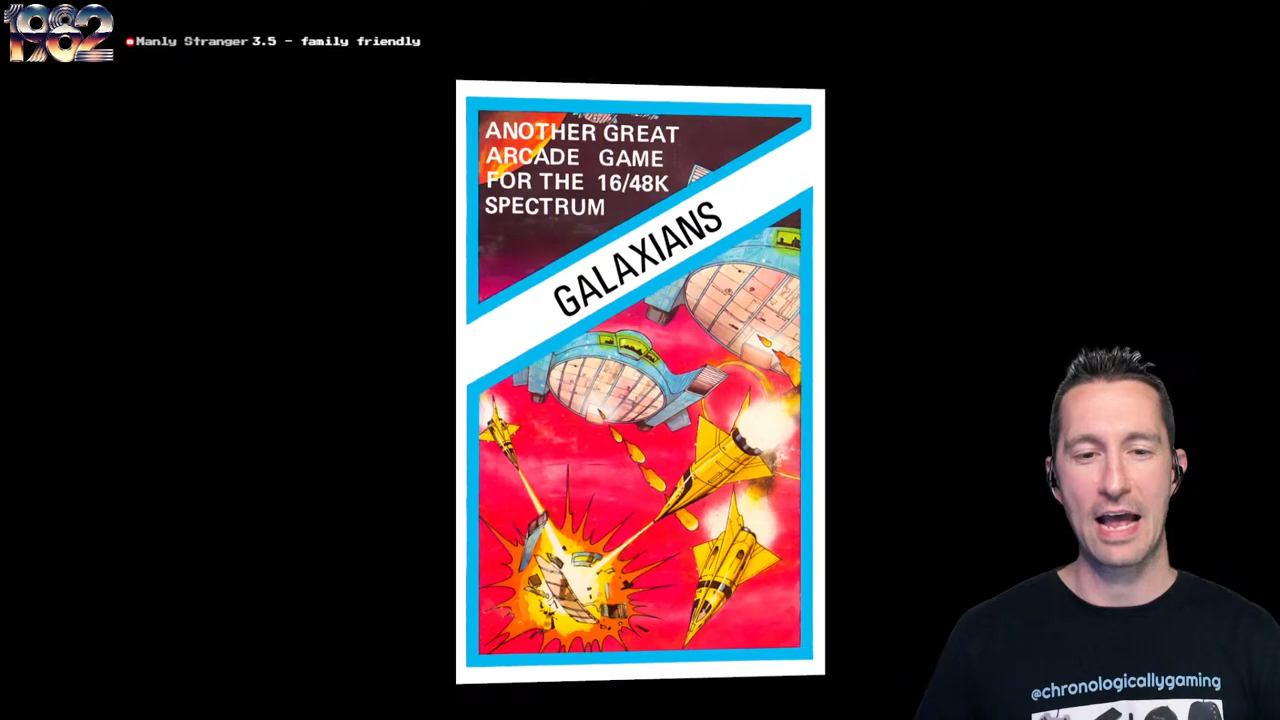 1982
Manly Stranger 3.5 - family friendly
ANOTHER GREAT
ARCADE GAME
FOR THE 16/48K
SPECTRUM
GALAXIANS
@chronologicallygaming